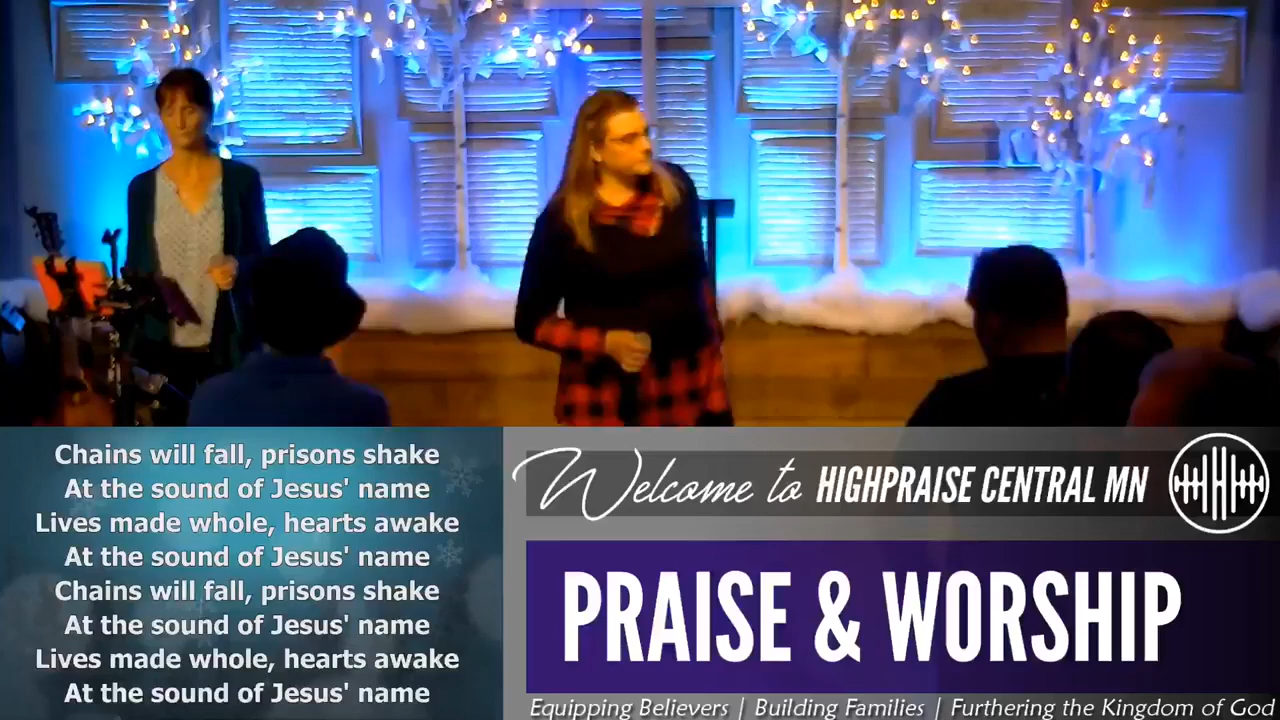 Chains will fall, prisons shake
At the sound of Jesus' name
Lives made whole, hearts awake
At the sound of Jesus' name
Chains will fall, prisons shake
At the sound of Jesus' name
Lives made whole, hearts awake
At the sound of Jesus' name
Welcome to HIGHPRAISE CENTRAL MN
PRAISE & WORSHIP
Equipping Believers | Building Families | Furthering the Kingdom of God